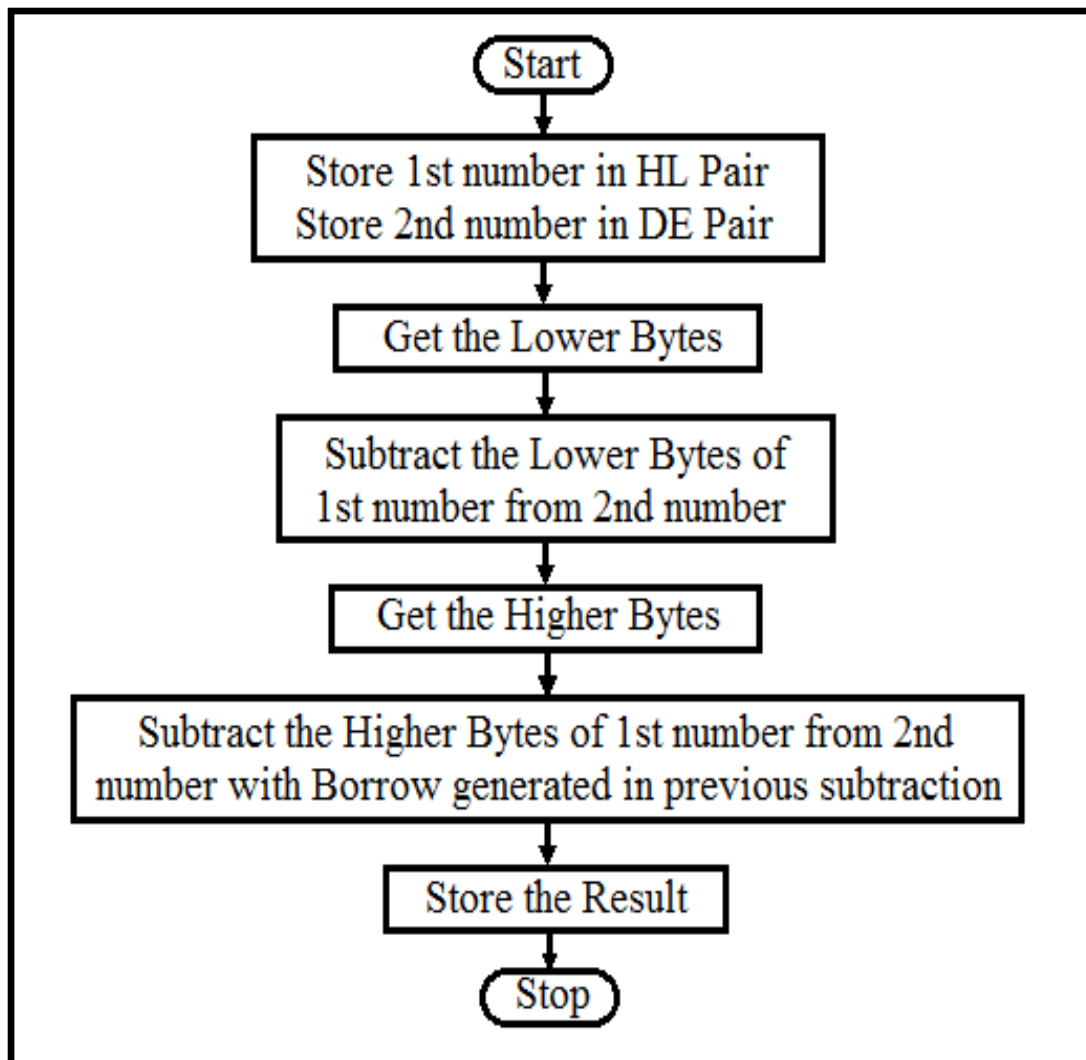 Start
Store 1st number in HL Pair
Store 2nd number in DE Pair
Get the Lower Bytes
Subtract the Lower Bytes of
1st number from 2nd number
Get the Higher Bytes
Subtract the Higher Bytes of 1st number from 2nd
number with Borrow generated in previous subtraction
Store the Result
Stop